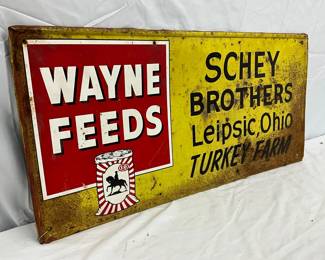 WAYNE
FEEDS
SCHEY
BROTHERS
Leipsic, Ohio
TURKEY FARM